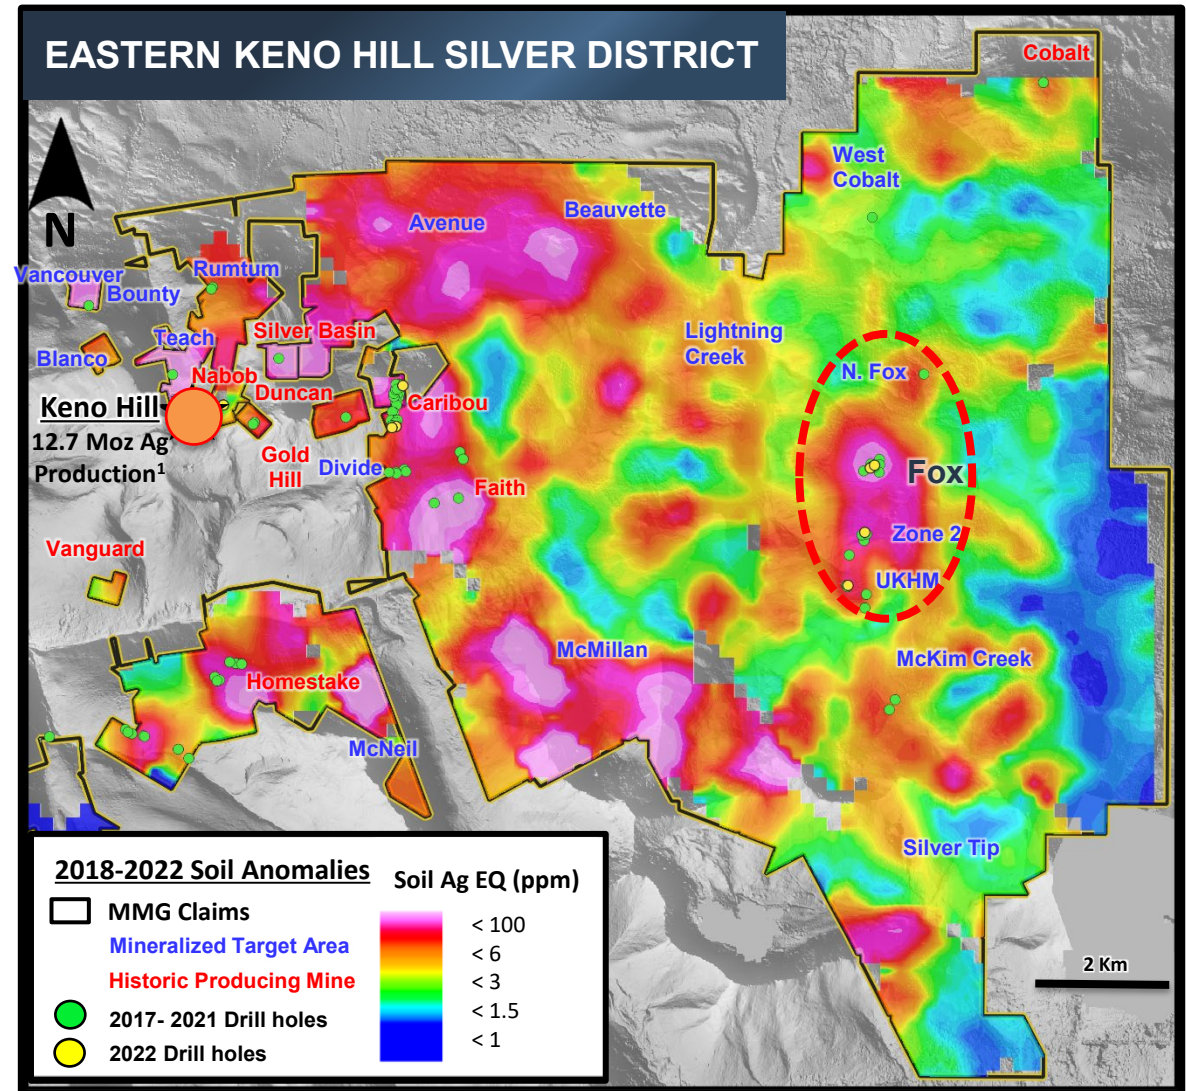 EASTERN KENO HILL SILVER DISTRICT
Cobalt
West
Cobalt
N
Avenue
Beauvette
Vancouver
Rumtum
Bounty
Teach
Silver Basin
Lightning
Creek
Blanco
Nabob
Duncan
N. Fox
Keno Hill
Caribou
12.7 Moz Ag
Production1
Gold
Hill
Divide
Fox
Faith
Zone 2
Vanguard
UKHM
McMillan
McKim Creek
Homestake
McNeil
Silver Tip
2018-2022 Soil Anomalies
MMG Claims
Mineralized Target Area
Historic Producing Mine
2017- 2021 Drill holes
2022 Drill holes
Soil Ag EQ (ppm)
< 100
< 6
< 3
< 1.5
< 1
2 Km